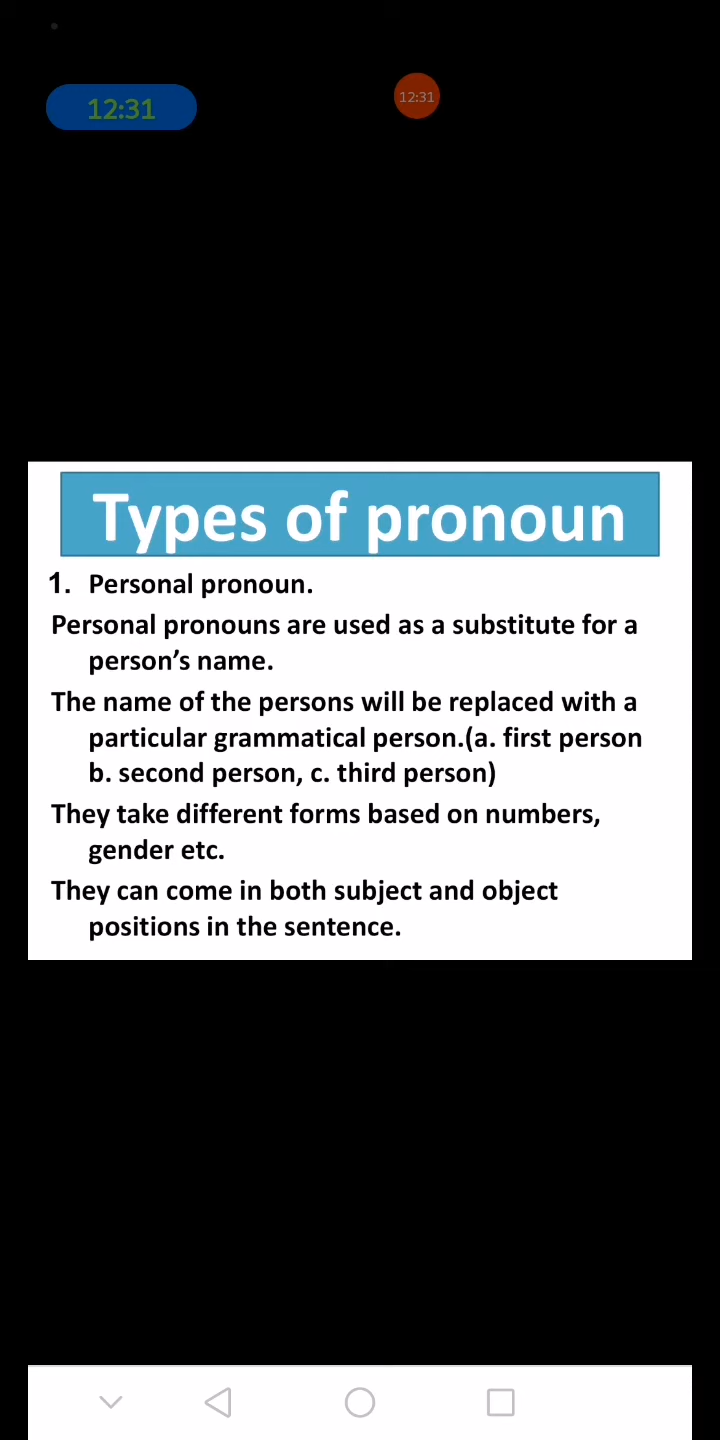 12:31
12:31
Types of pronoun
1. Personal pronoun.
Personal pronouns are used as a substitute for a
person’s name.
The name of the persons will be replaced with a
particular grammatical person.(a. first person
b. second person, c. third person)
They take different forms based on numbers,
gender etc.
They can come in both subject and object
positions in the sentence.